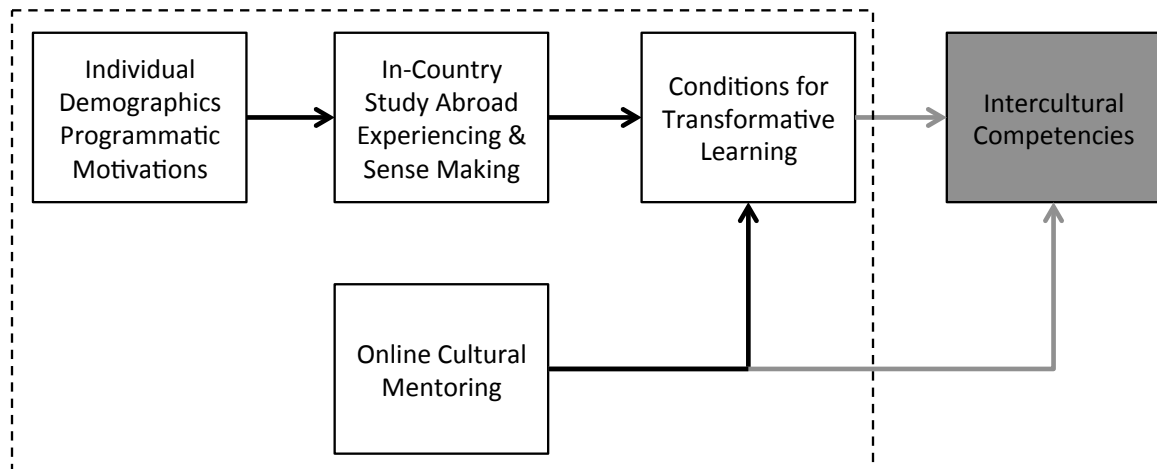 Individual
Demographics
Programmatic
Motivations
In-Country
Study Abroad
Experiencing &
Sense Making
Conditions for
Transformative
Learning
Intercultural
Competencies
Online Cultural
Mentoring